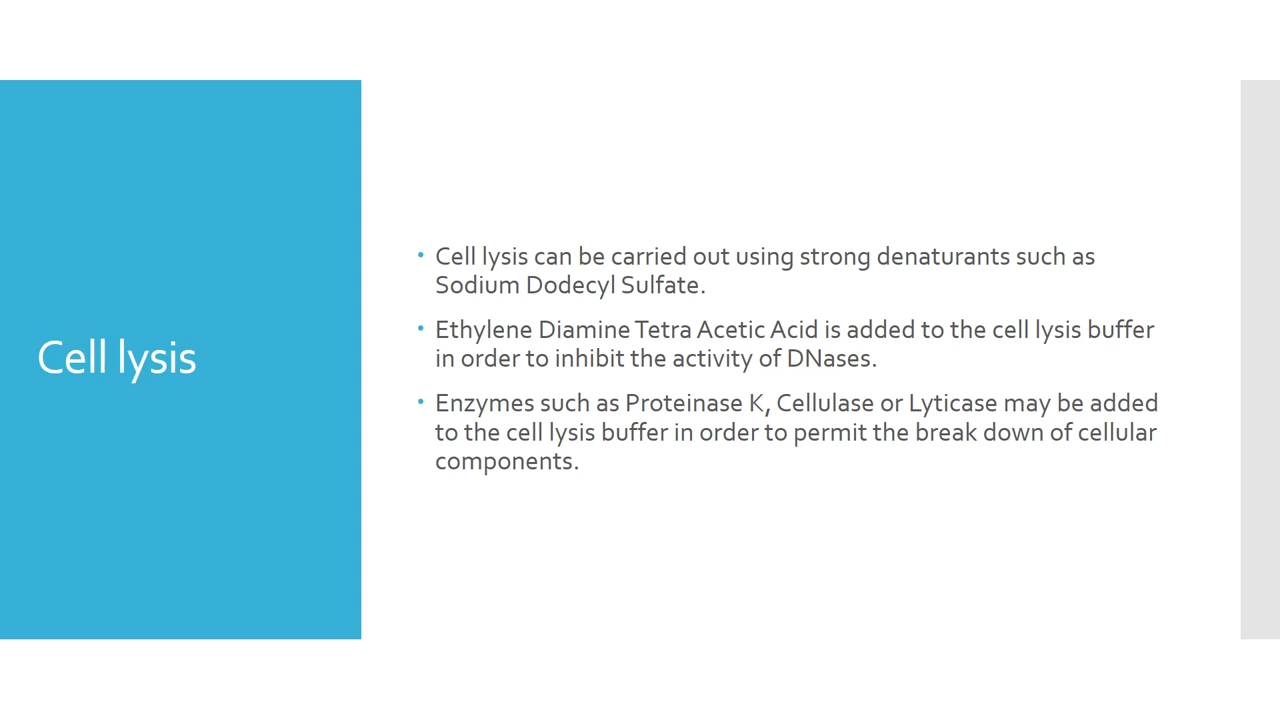 Cell lysis
• Cell lysis can be carried out using strong denaturants such as
Sodium Dodecyl Sulfate.
• Ethylene Diamine Tetra Acetic Acid is added to the cell lysis buffer
in order to inhibit the activity of DNases.
• Enzymes such as Proteinase K, Cellulase or Lyticase may be added
to the cell lysis buffer in order to permit the break down of cellular
components.